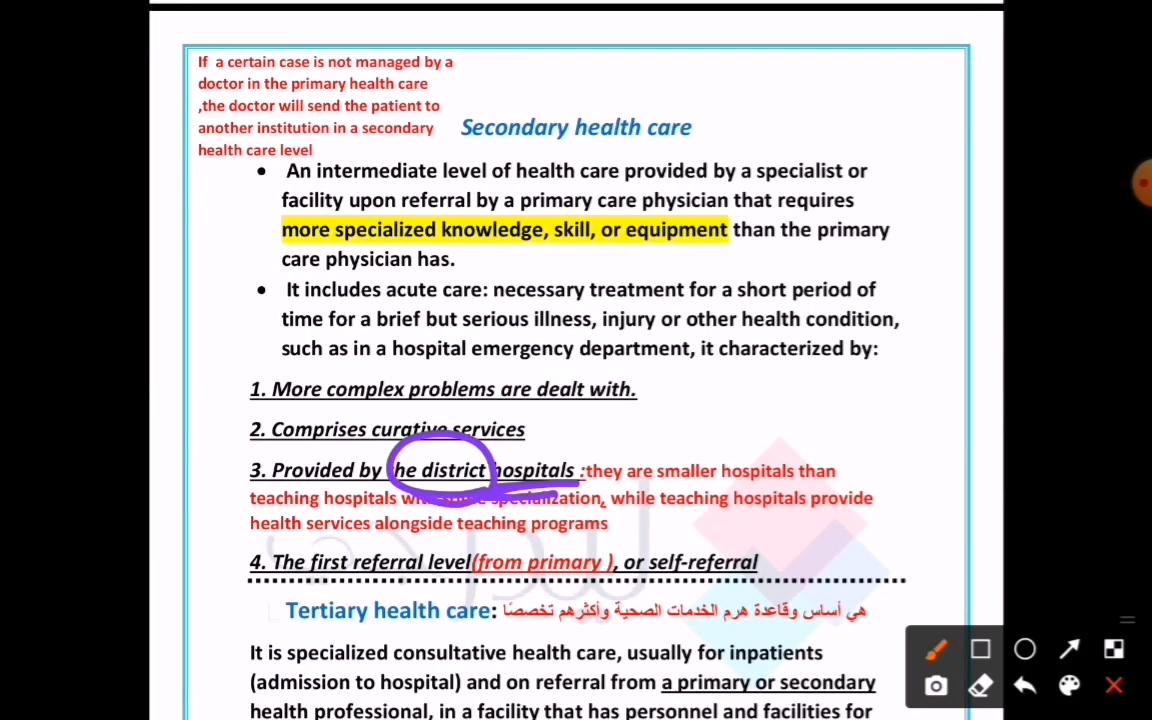 If a certain case is not managed by a
doctor in the primary health care
,the doctor will send the patient to
another institution in a secondary
health care level
Secondary health care
• An intermediate level of health care provided by a specialist or
facility upon referral by a primary care physician that requires
more specialized knowledge, skill, or equipment than the primary
care physician has.
• It includes acute care: necessary treatment for a short period of
time for a brief but serious illness, injury or other health condition,
such as in a hospital emergency department, it characterized by:
1. More complex problems are dealt with.
2. Comprises curative services
3. Provided by the district hospitals :they are smaller hospitals than
teaching hospitals with some specialization, while teaching hospitals provide
health services alongside teaching programs
4. The first referral level(from primary ), or self-referral
Tertiary health care: هي أساس وقاعدة هرم الخدمات الصحية وأكثرهم تخصصًا
It is specialized consultative health care, usually for inpatients
(admission to hospital) and on referral from a primary or secondary
health professional, in a facility that has personnel and facilities for